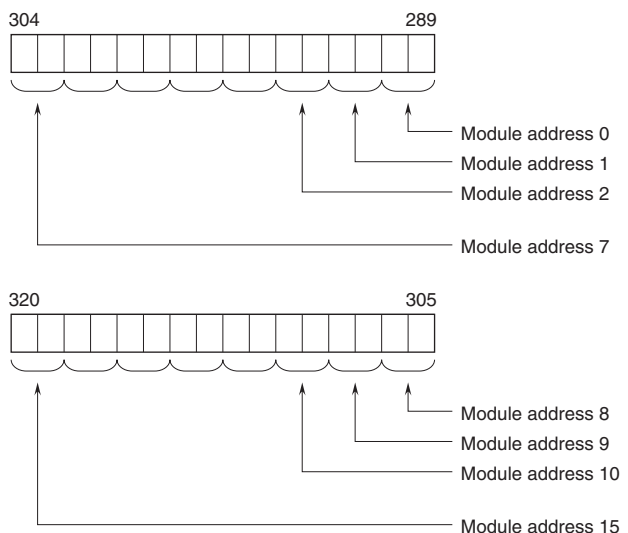 304 289
Module address 0
Module address 1
Module address 2
Module address 7
320 305
Module address 8
Module address 9
Module address 10
Module address 15